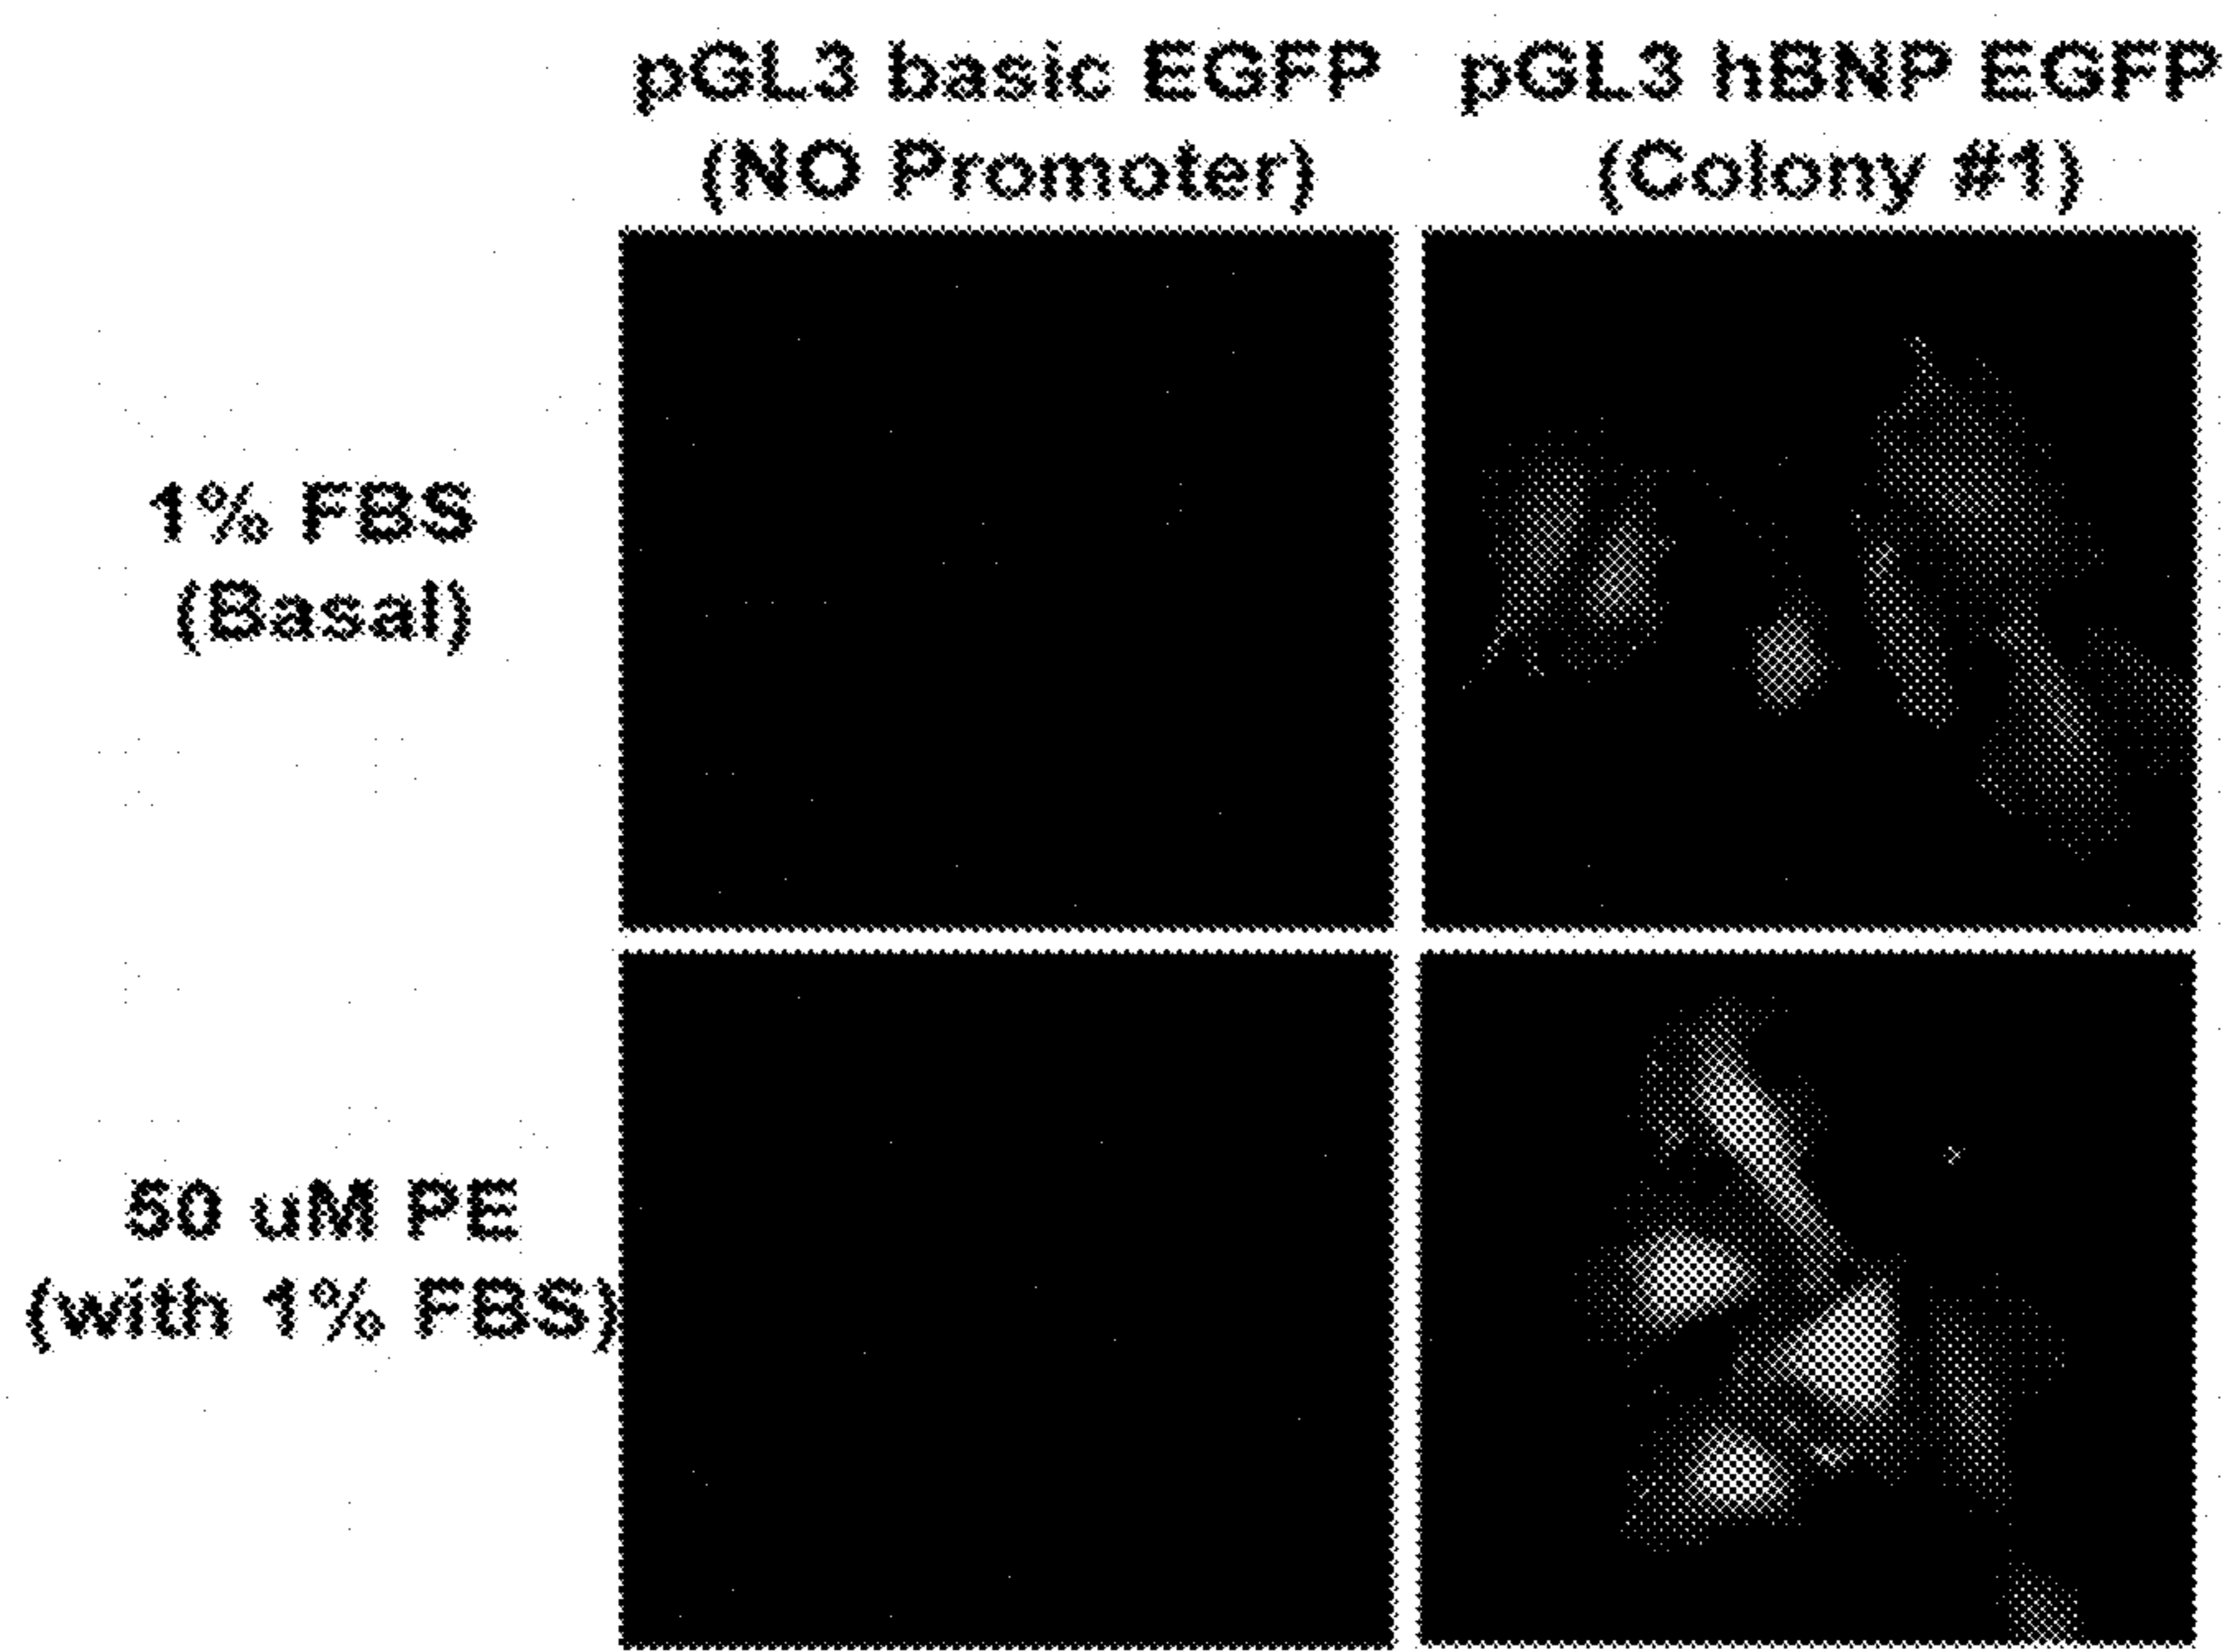 pGL3 basic EGFP
(NO Promoter)
pGL3 hBNP EGFP
(Colony #1)
1% FBS
(Basal)
50 uM PE
(with 1% FBS)